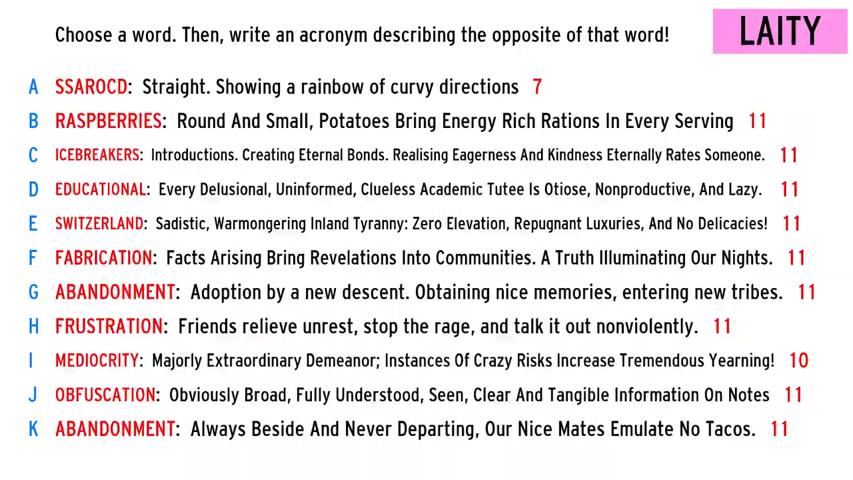 Choose a word. Then, write an acronym describing the opposite of that word!
LAITY
A SSAROCD: Straight. Showing a rainbow of curvy directions 7
B RASPBERRIES: Round And Small, Potatoes Bring Energy Rich Rations In Every Serving 11
C ICEBREAKERS: Introductions. Creating Eternal Bonds. Realising Eagerness And Kindness Eternally Rates Someone. 11
D EDUCATIONAL: Every Delusional, Uninformed, Clueless Academic Tutee Is Otiose, Nonproductive, And Lazy. 11
E SWITZERLAND: Sadistic, Warmongering Inland Tyranny: Zero Elevation, Repugnant Luxuries, And No Delicacies! 11
F FABRICATION: Facts Arising Bring Revelations Into Communities. A Truth Illuminating Our Nights. 11
G ABANDONMENT: Adoption by a new descent. Obtaining nice memories, entering new tribes. 11
H FRUSTRATION: Friends relieve unrest, stop the rage, and talk it out nonviolently. 11
I MEDIOCRITY: Majorly Extraordinary Demeanor; Instances Of Crazy Risks Increase Tremendous Yearning! 10
J OBFUSCATION: Obviously Broad, Fully Understood, Seen, Clear And Tangible Information On Notes 11
K ABANDONMENT: Always Beside And Never Departing, Our Nice Mates Emulate No Tacos. 11